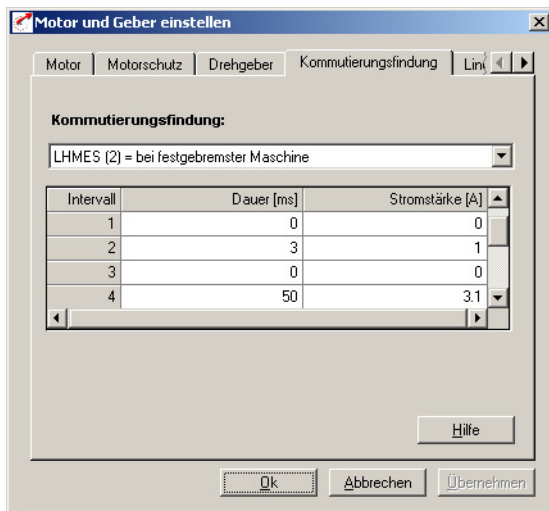 Motor und Geber einstellen
Motor Motorschutz Drehgeber Kommutierungsfindung
Kommutierungsfindung:
LHMES (2) = bei festgebremster Maschine
Intervall Dauer [ms] Stromstärke [A]
1 0 0
2 3 1
3 0 0
4 50 3.1
Hilfe
Ok Abbrechen Übernehmen